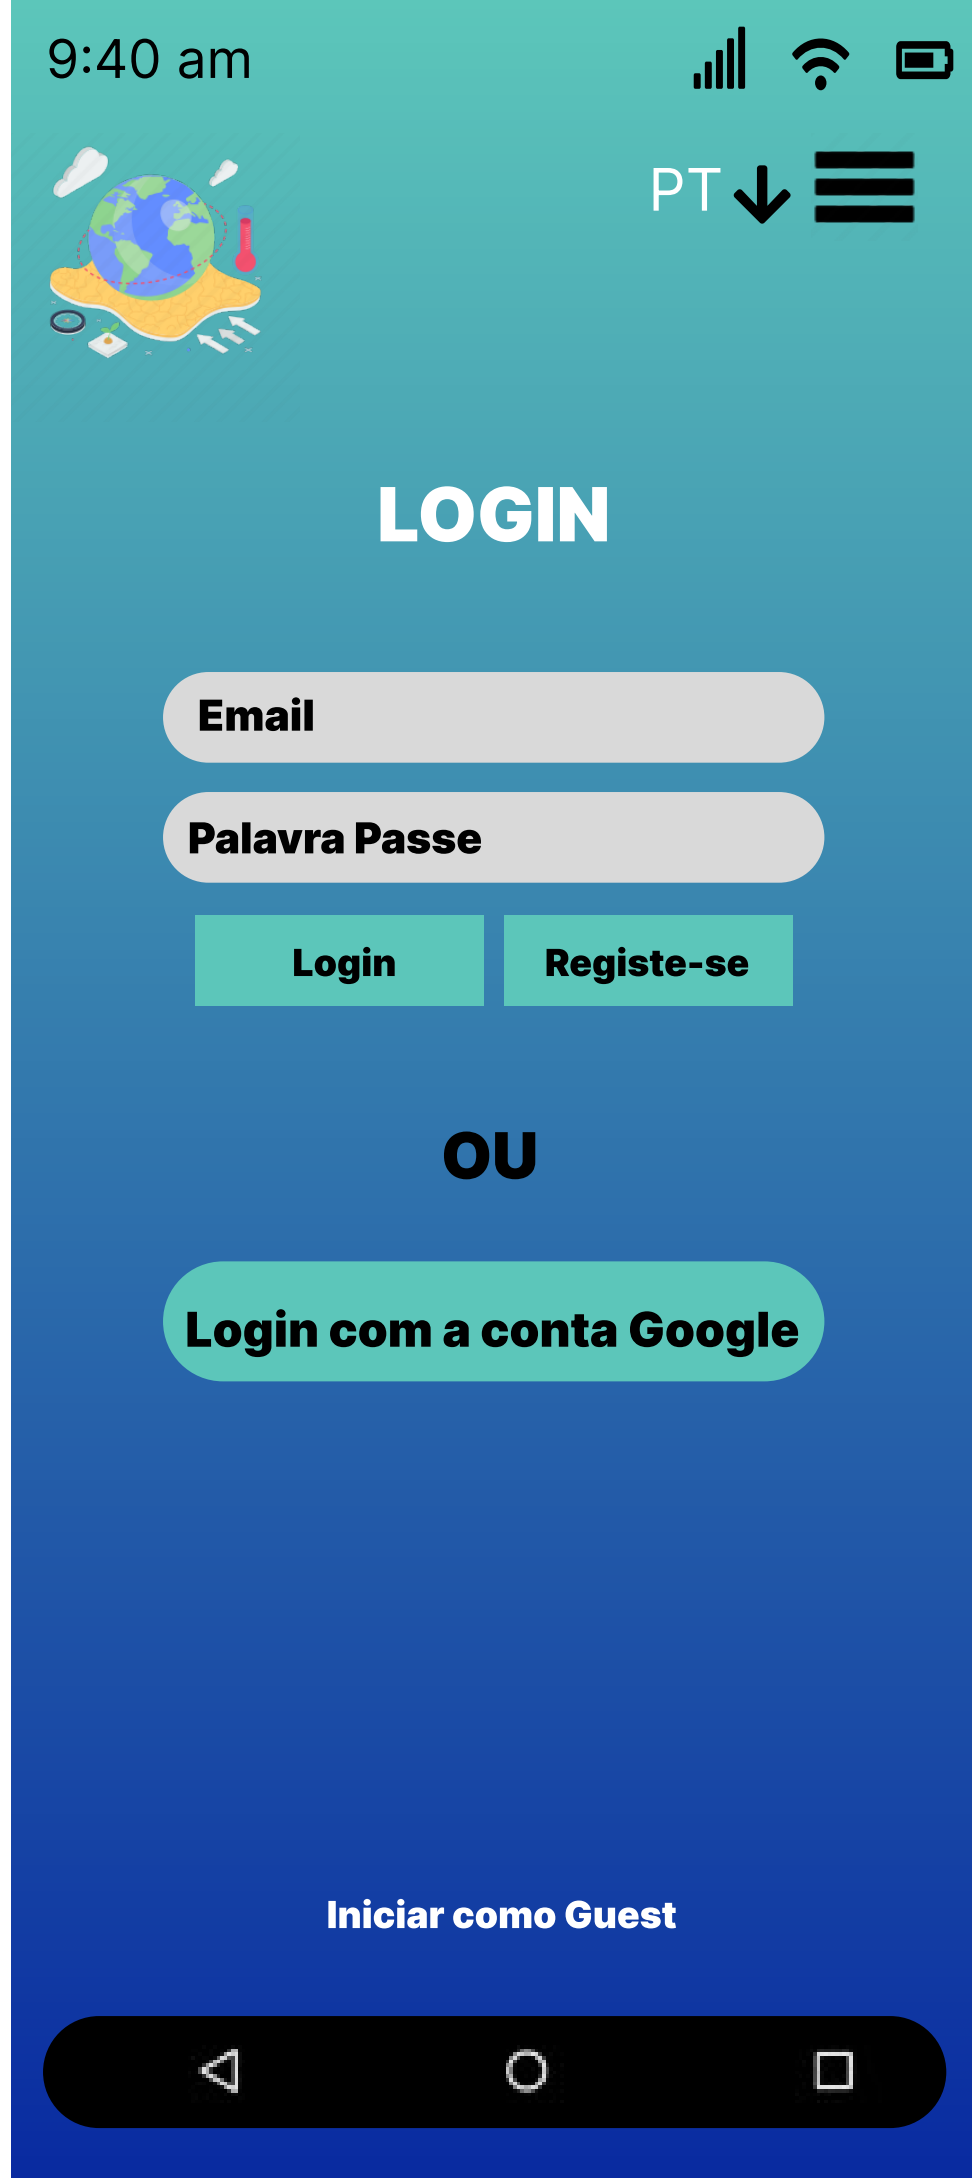 9:40 am
PT
LOGIN
Email
Palavra Passe
Login
Registe-se
OU
Login com a conta Google
Iniciar como Guest